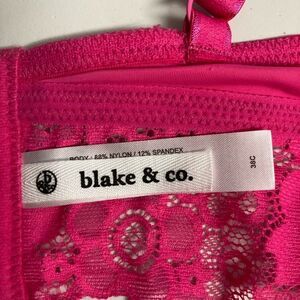 BODY : 88% NYLON / 12% SPANDEX
blake & co.
38C